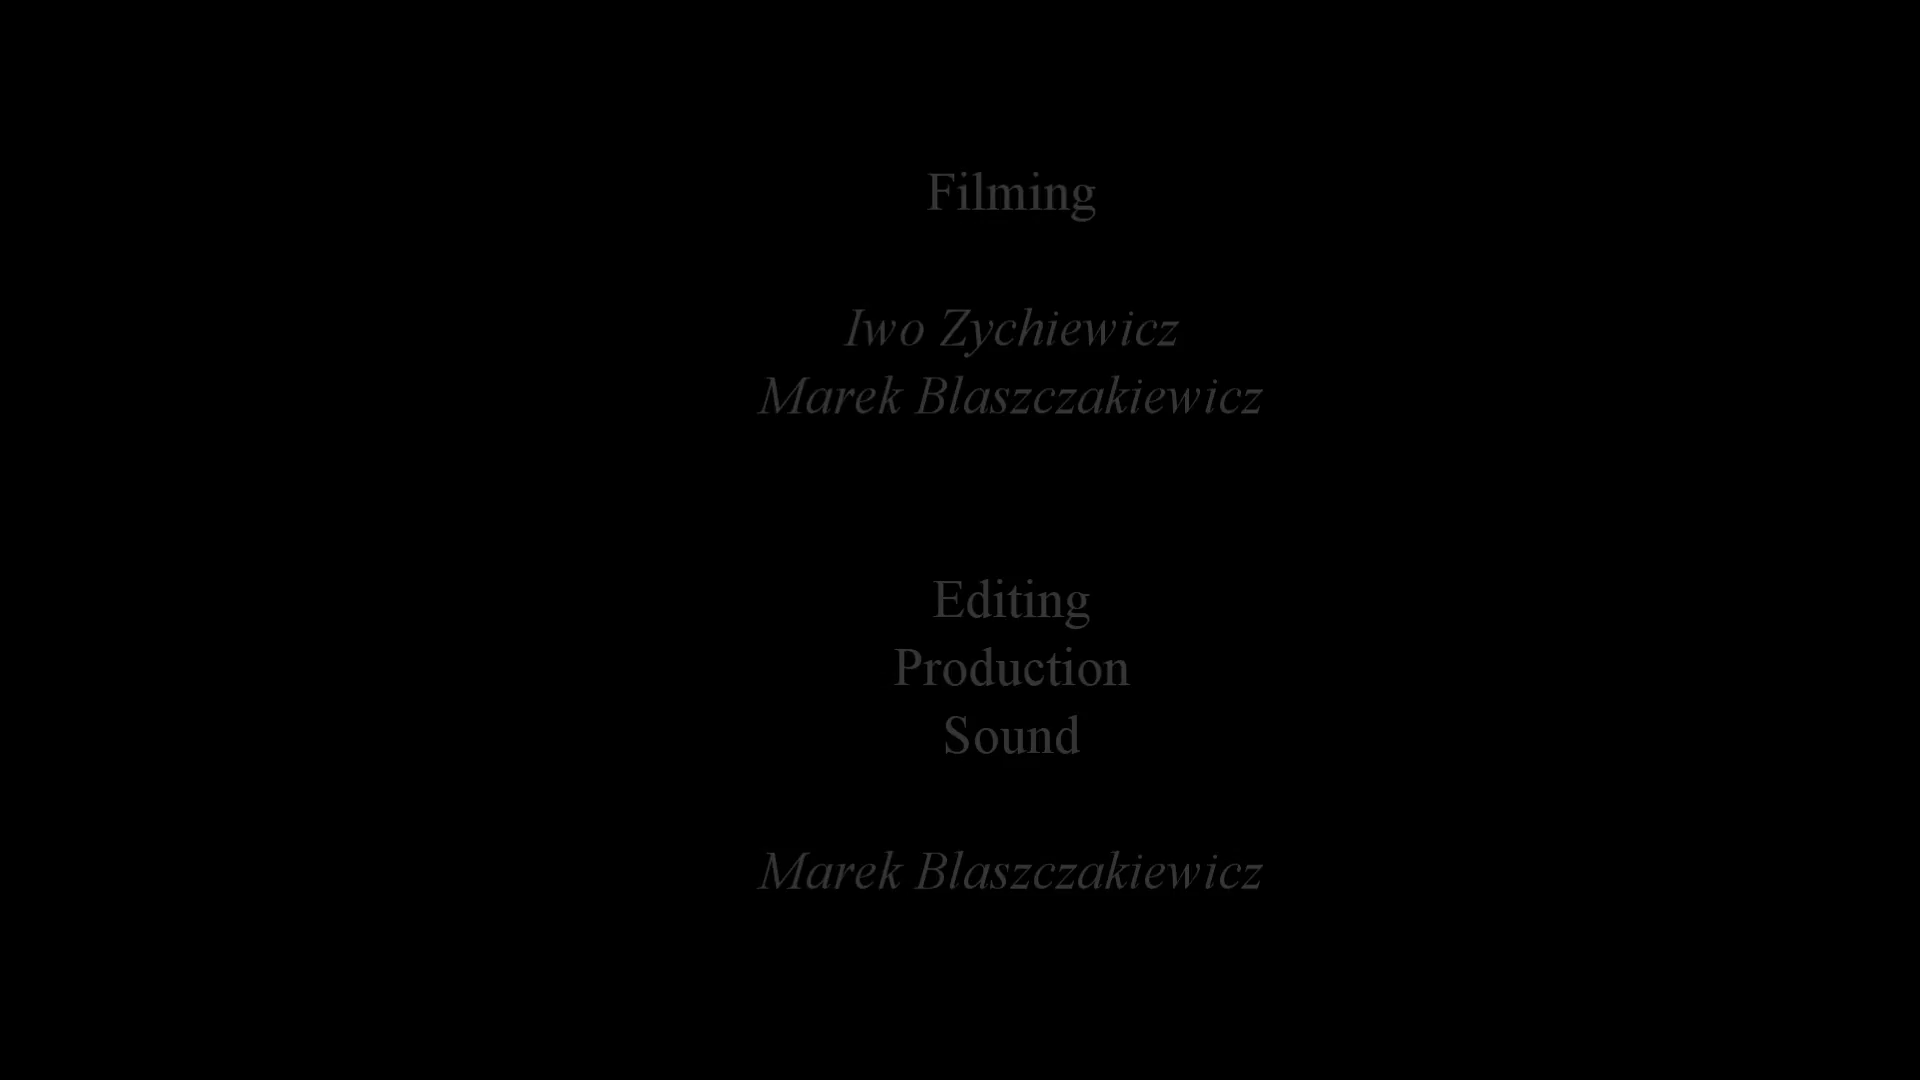 Filming
Iwo Zychiewicz
Marek Blaszczakiewicz
Editing
Production
Sound
Marek Blaszczakiewicz